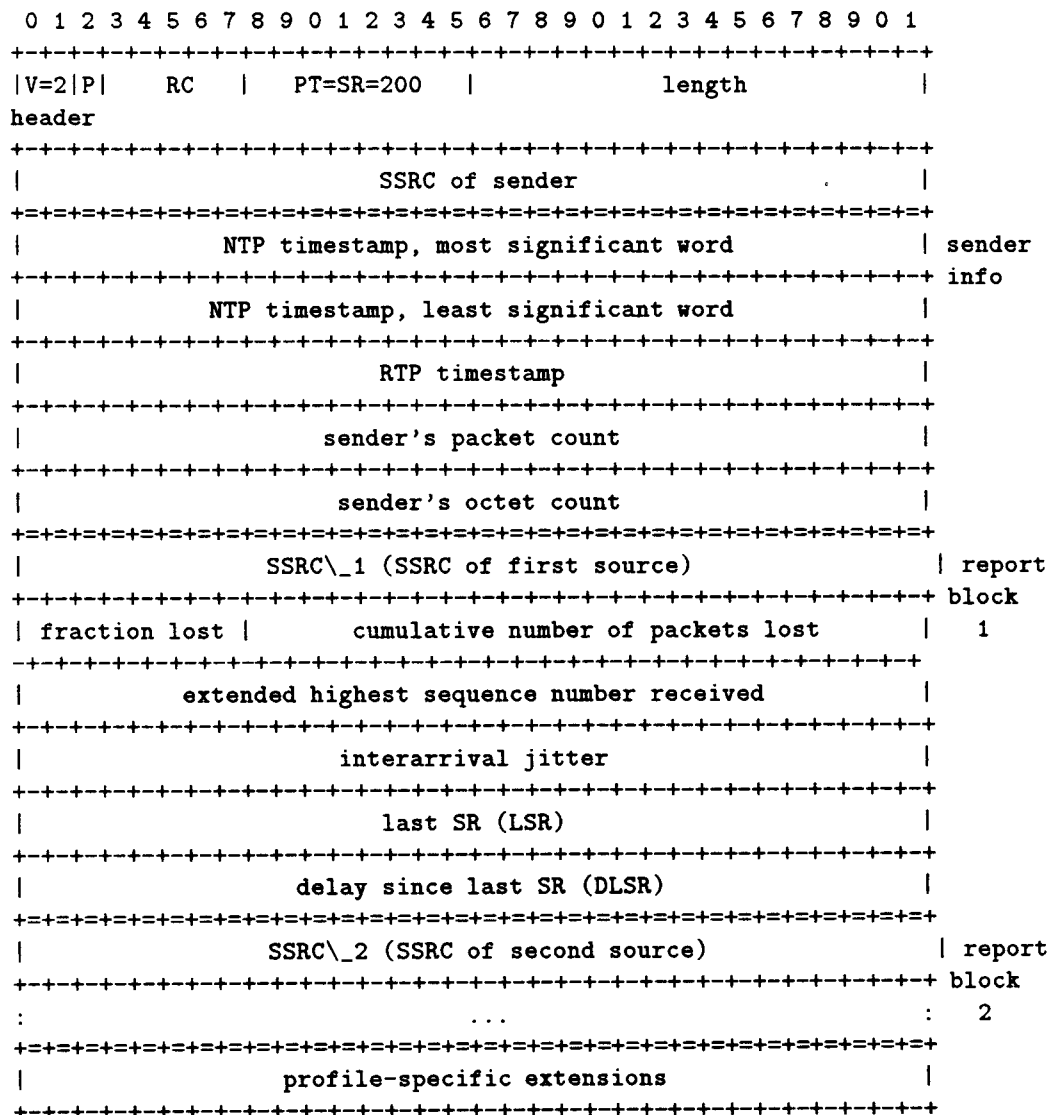 0 1 2 3 4 5 6 7 8 9 0 1 2 3 4 5 6 7 8 9 0 1 2 3 4 5 6 7 8 9 0 1
+-+-+-+-+-+-+-+-+-+-+-+-+-+-+-+-+-+-+-+-+-+-+-+-+-+-+-+-+-+-+-+-+
|V=2|P|    RC   |   PT=SR=200   |             length            |
header
+-+-+-+-+-+-+-+-+-+-+-+-+-+-+-+-+-+-+-+-+-+-+-+-+-+-+-+-+-+-+-+-+
|                         SSRC of sender                        |
+=+=+=+=+=+=+=+=+=+=+=+=+=+=+=+=+=+=+=+=+=+=+=+=+=+=+=+=+=+=+=+=+
|              NTP timestamp, most significant word             | sender
+-+-+-+-+-+-+-+-+-+-+-+-+-+-+-+-+-+-+-+-+-+-+-+-+-+-+-+-+-+-+-+-+ info
|             NTP timestamp, least significant word             |
+-+-+-+-+-+-+-+-+-+-+-+-+-+-+-+-+-+-+-+-+-+-+-+-+-+-+-+-+-+-+-+-+
|                         RTP timestamp                         |
+-+-+-+-+-+-+-+-+-+-+-+-+-+-+-+-+-+-+-+-+-+-+-+-+-+-+-+-+-+-+-+-+
|                     sender's packet count                     |
+-+-+-+-+-+-+-+-+-+-+-+-+-+-+-+-+-+-+-+-+-+-+-+-+-+-+-+-+-+-+-+-+
|                      sender's octet count                     |
+=+=+=+=+=+=+=+=+=+=+=+=+=+=+=+=+=+=+=+=+=+=+=+=+=+=+=+=+=+=+=+=+
|                 SSRC\_1 (SSRC of first source)                 | report
+-+-+-+-+-+-+-+-+-+-+-+-+-+-+-+-+-+-+-+-+-+-+-+-+-+-+-+-+-+-+-+-+ block
| fraction lost |       cumulative number of packets lost       |   1
-+-+-+-+-+-+-+-+-+-+-+-+-+-+-+-+-+-+-+-+-+-+-+-+-+-+-+-+-+-+-+-+
|           extended highest sequence number received           |
+-+-+-+-+-+-+-+-+-+-+-+-+-+-+-+-+-+-+-+-+-+-+-+-+-+-+-+-+-+-+-+-+
|                      interarrival jitter                      |
+-+-+-+-+-+-+-+-+-+-+-+-+-+-+-+-+-+-+-+-+-+-+-+-+-+-+-+-+-+-+-+-+
|                         last SR (LSR)                         |
+-+-+-+-+-+-+-+-+-+-+-+-+-+-+-+-+-+-+-+-+-+-+-+-+-+-+-+-+-+-+-+-+
|                   delay since last SR (DLSR)                  |
+=+=+=+=+=+=+=+=+=+=+=+=+=+=+=+=+=+=+=+=+=+=+=+=+=+=+=+=+=+=+=+=+
|                 SSRC\_2 (SSRC of second source)                | report
+-+-+-+-+-+-+-+-+-+-+-+-+-+-+-+-+-+-+-+-+-+-+-+-+-+-+-+-+-+-+-+-+ block
:                               ...                             :   2
+=+=+=+=+=+=+=+=+=+=+=+=+=+=+=+=+=+=+=+=+=+=+=+=+=+=+=+=+=+=+=+=+
|                  profile-specific extensions                  |
+-+-+-+-+-+-+-+-+-+-+-+-+-+-+-+-+-+-+-+-+-+-+-+-+-+-+-+-+-+-+-+-+